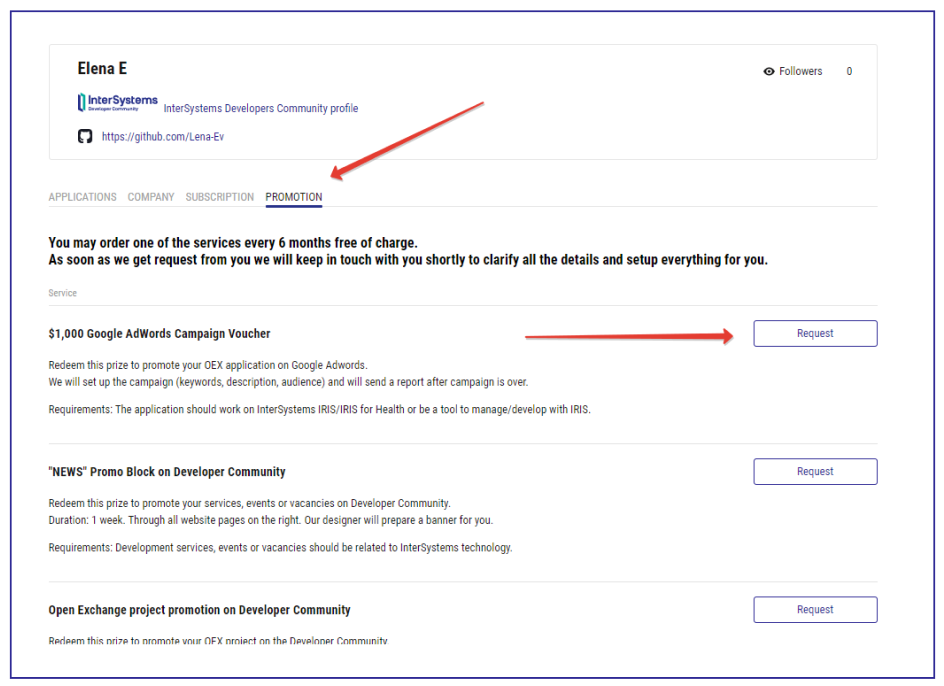 Elena E
Followers 0
InterSystems
Developer Community
InterSystems Developers Community profile
https://github.com/Lena-Ev
APPLICATIONS COMPANY SUBSCRIPTION PROMOTION
You may order one of the services every 6 months free of charge.
As soon as we get request from you we will keep in touch with you shortly to clarify all the details and setup everything for you.
Service
$1,000 Google AdWords Campaign Voucher
Request
Redeem this prize to promote your OEX application on Google Adwords.
We will set up the campaign (keywords, description, audience) and will send a report after campaign is over.
Requirements: The application should work on InterSystems IRIS/IRIS for Health or be a tool to manage/develop with IRIS.
"NEWS" Promo Block on Developer Community
Request
Redeem this prize to promote your services, events or vacancies on Developer Community.
Duration: 1 week. Through all website pages on the right. Our designer will prepare a banner for you.
Requirements: Development services, events or vacancies should be related to InterSystems technology.
Open Exchange project promotion on Developer Community
Request
Redeem this prize to promote your OEX project on the Developer Community